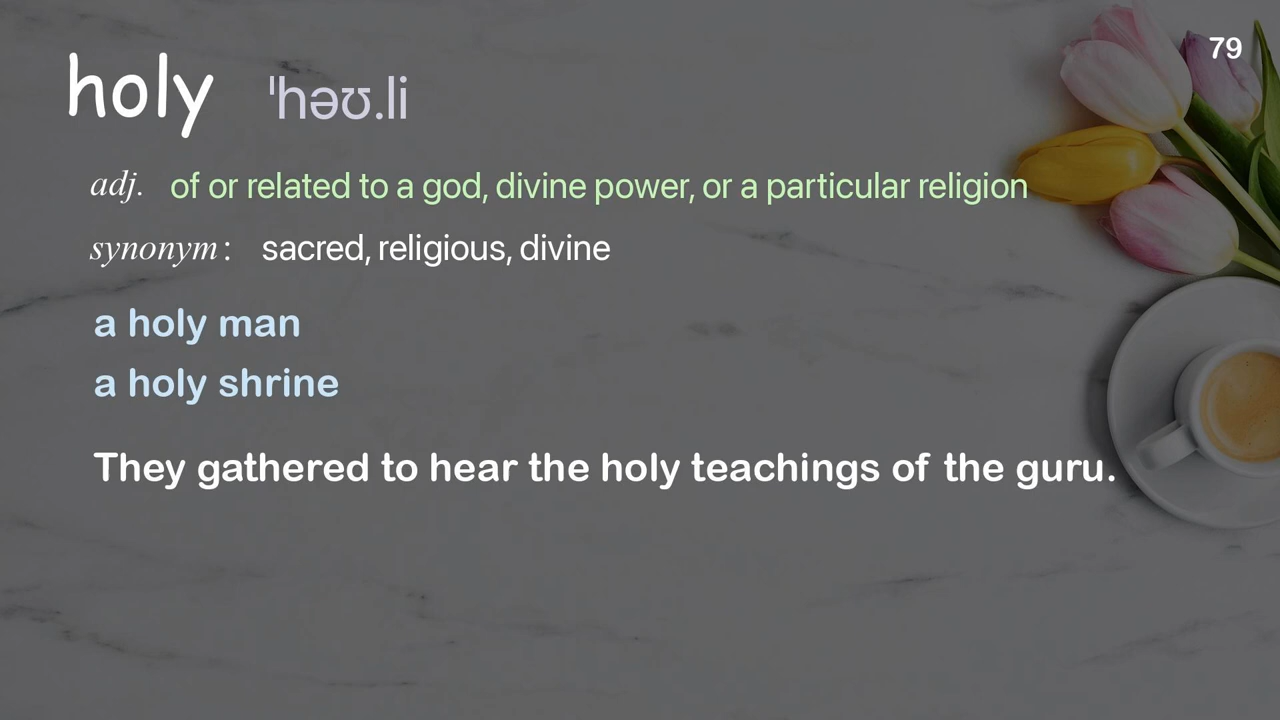 79
holy ˈhəʊ.li
adj. of or related to a god, divine power, or a particular religion
synonym: sacred, religious, divine
a holy man
a holy shrine
They gathered to hear the holy teachings of the guru.